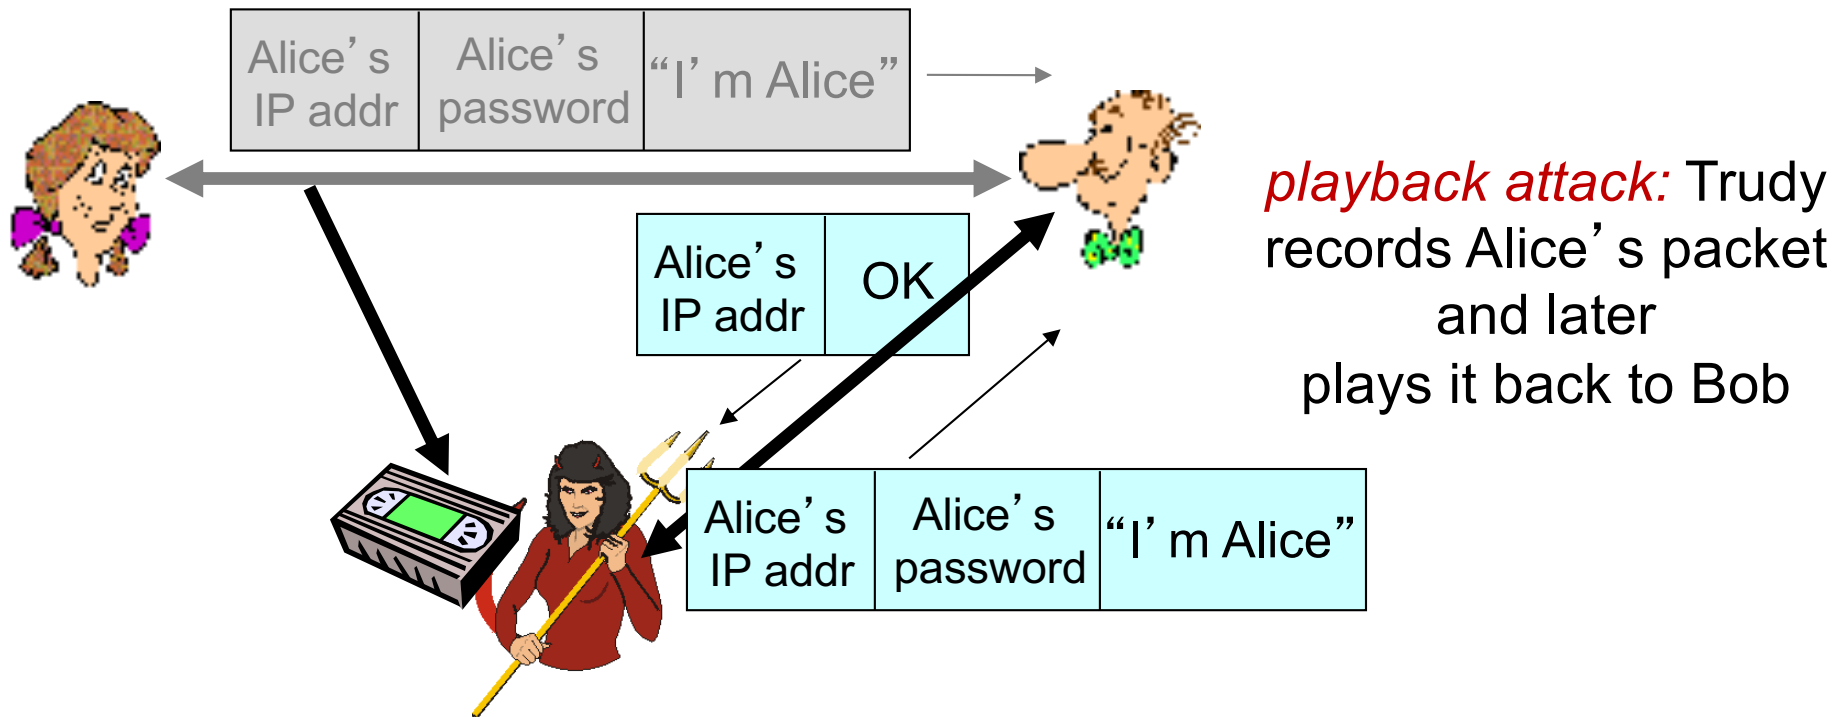 Alice’s
IP addr
Alice’s
password
“I’m Alice”
playback attack: Trudy
records Alice’s packet
and later
plays it back to Bob
Alice’s
IP addr
OK
Alice’s
IP addr
Alice’s
password
“I’m Alice”